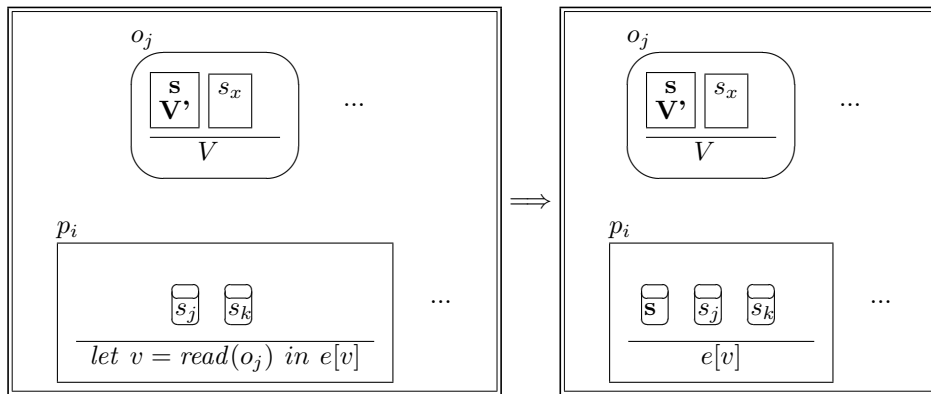 o_j
s s_x
V'
...
V
p_i
s_j s_k
...
let v = read(o_j) in e[v]
⟹
o_j
s s_x
V'
...
V
p_i
s s_j s_k
...
e[v]